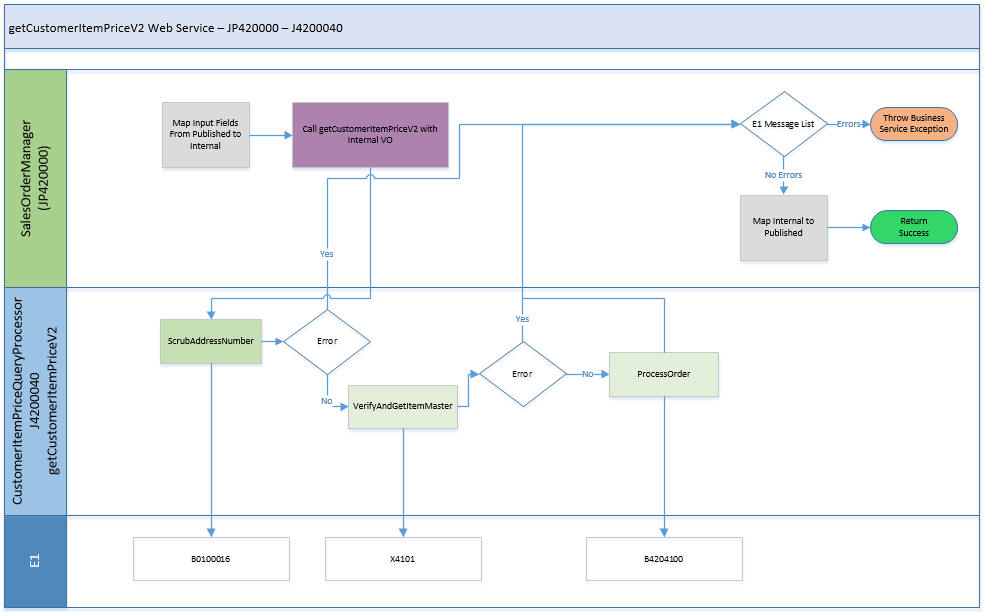 getCustomerItemPriceV2 Web Service – JP420000 – J4200040
SalesOrderManager
(JP420000)
Map Input Fields
From Published to
Internal
Call getCustomerItemPriceV2 with
Internal VO
E1 Message List
Errors
Throw Business
Service Exception
No Errors
Map Internal to
Published
Return
Success
Yes
CustomerItemPriceQueryProcessor
J4200040
getCustomerItemPriceV2
ScrubAddressNumber
Error
No
VerifyAndGetItemMaster
Yes
Error
No
ProcessOrder
E1
B0100016
X4101
B4204100